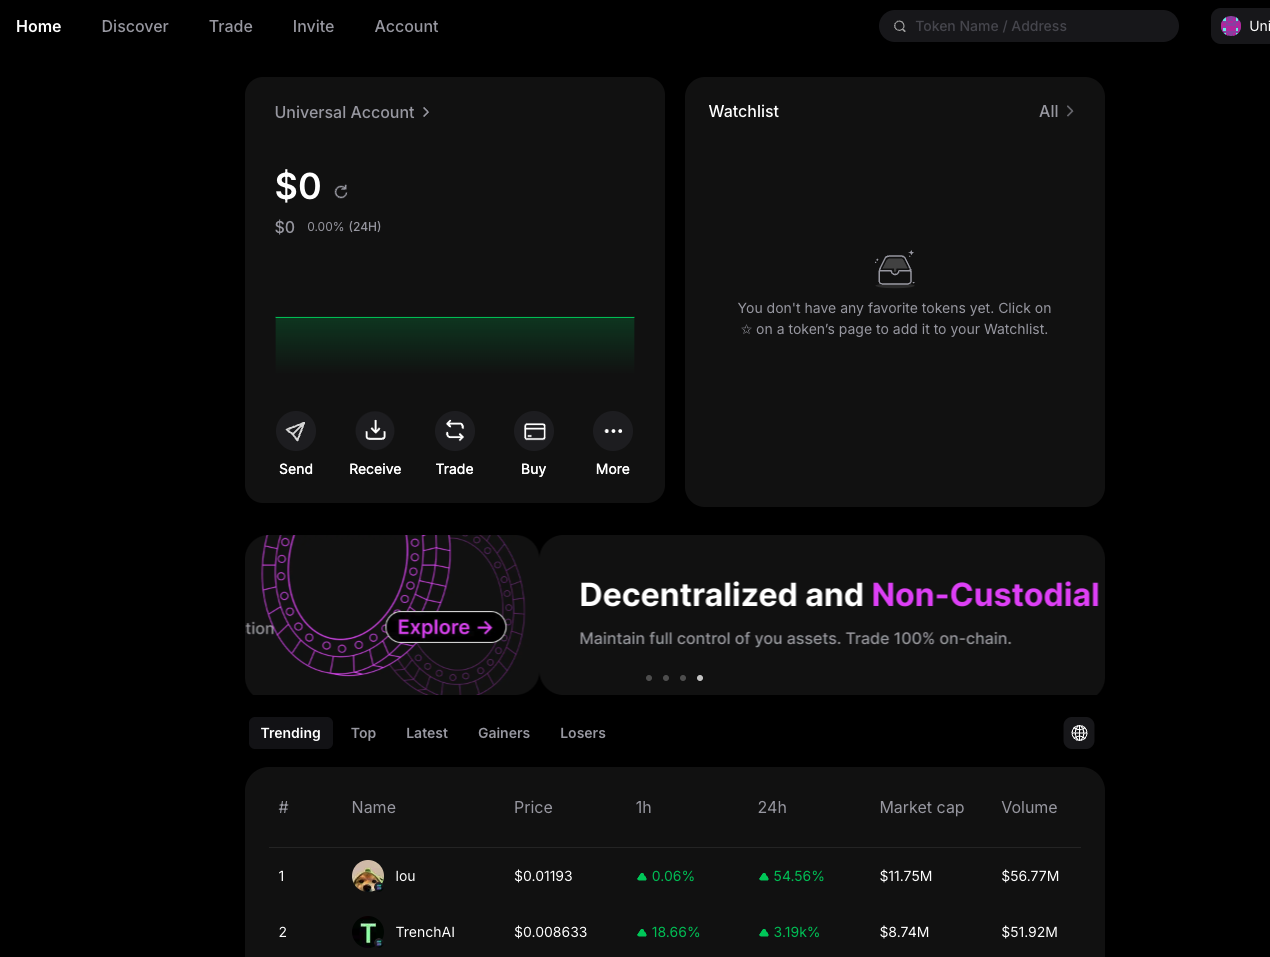 Home Discover Trade Invite Account Token Name / Address Uni
Universal Account
$0
$0 0.00% (24H)
Send Receive Trade Buy More
Watchlist All
You don't have any favorite tokens yet. Click on
☆ on a token’s page to add it to your Watchlist.
tion
Explore →
Decentralized and Non-Custodial
Maintain full control of you assets. Trade 100% on-chain.
Trending Top Latest Gainers Losers
# Name Price 1h 24h Market cap Volume
1 lou $0.01193 0.06% 54.56% $11.75M $56.77M
2 T TrenchAI $0.008633 18.66% 3.19k% $8.74M $51.92M